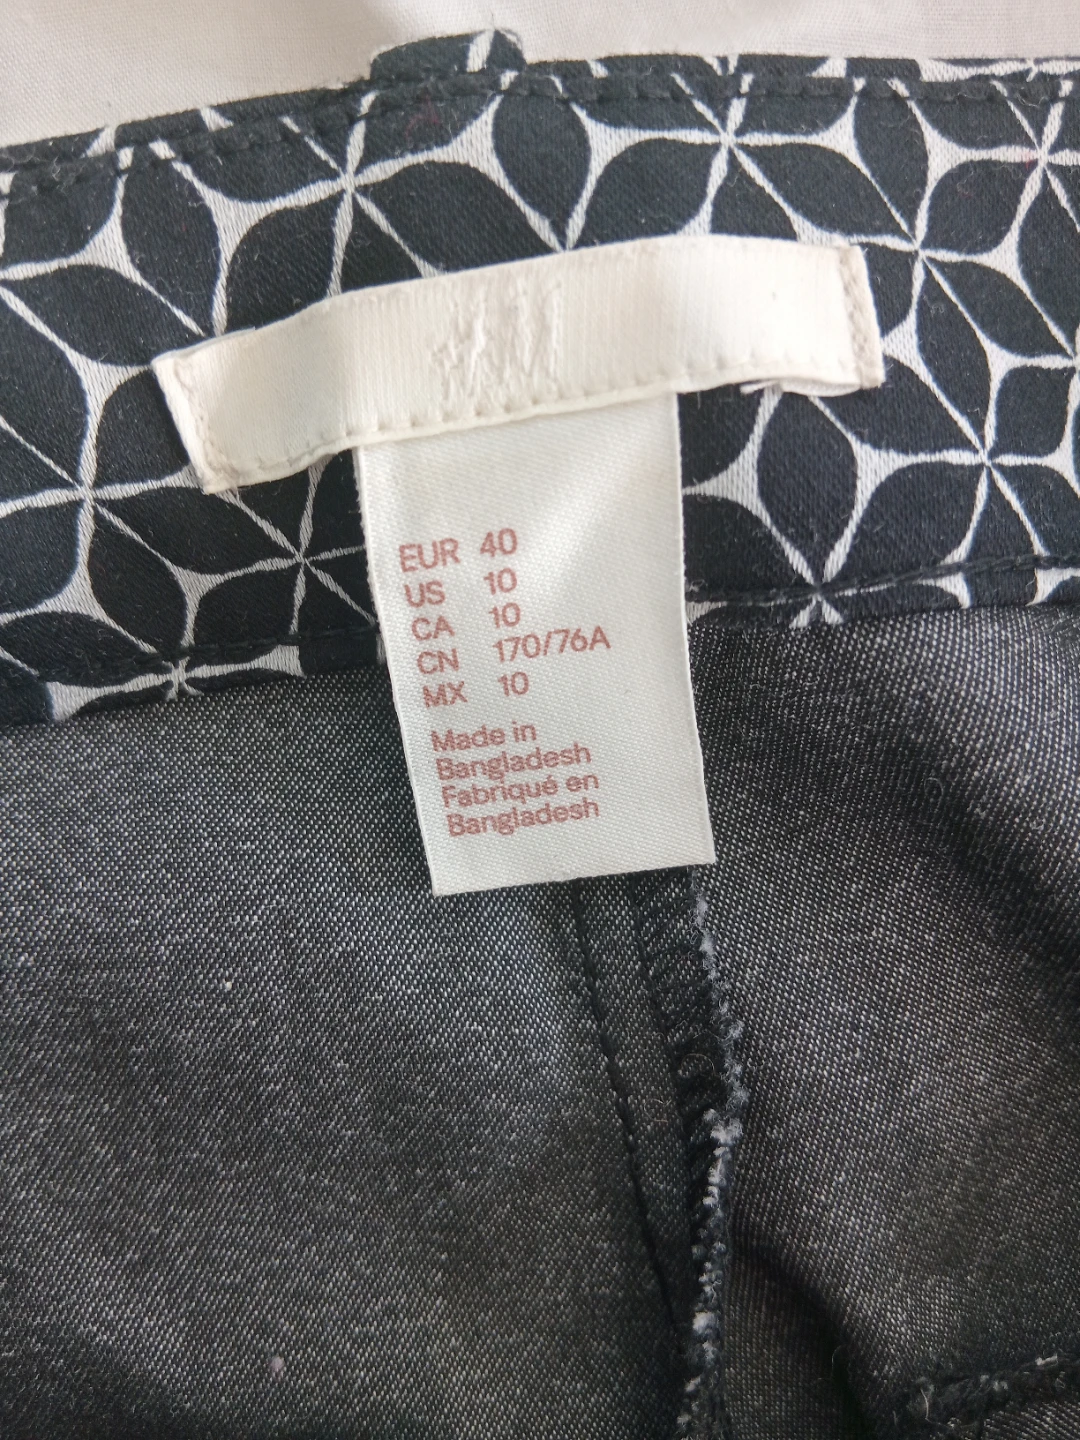 H&M
EUR 40
US 10
CA 10
CN 170/76A
MX 10
Made in
Bangladesh
Fabriqué en
Bangladesh